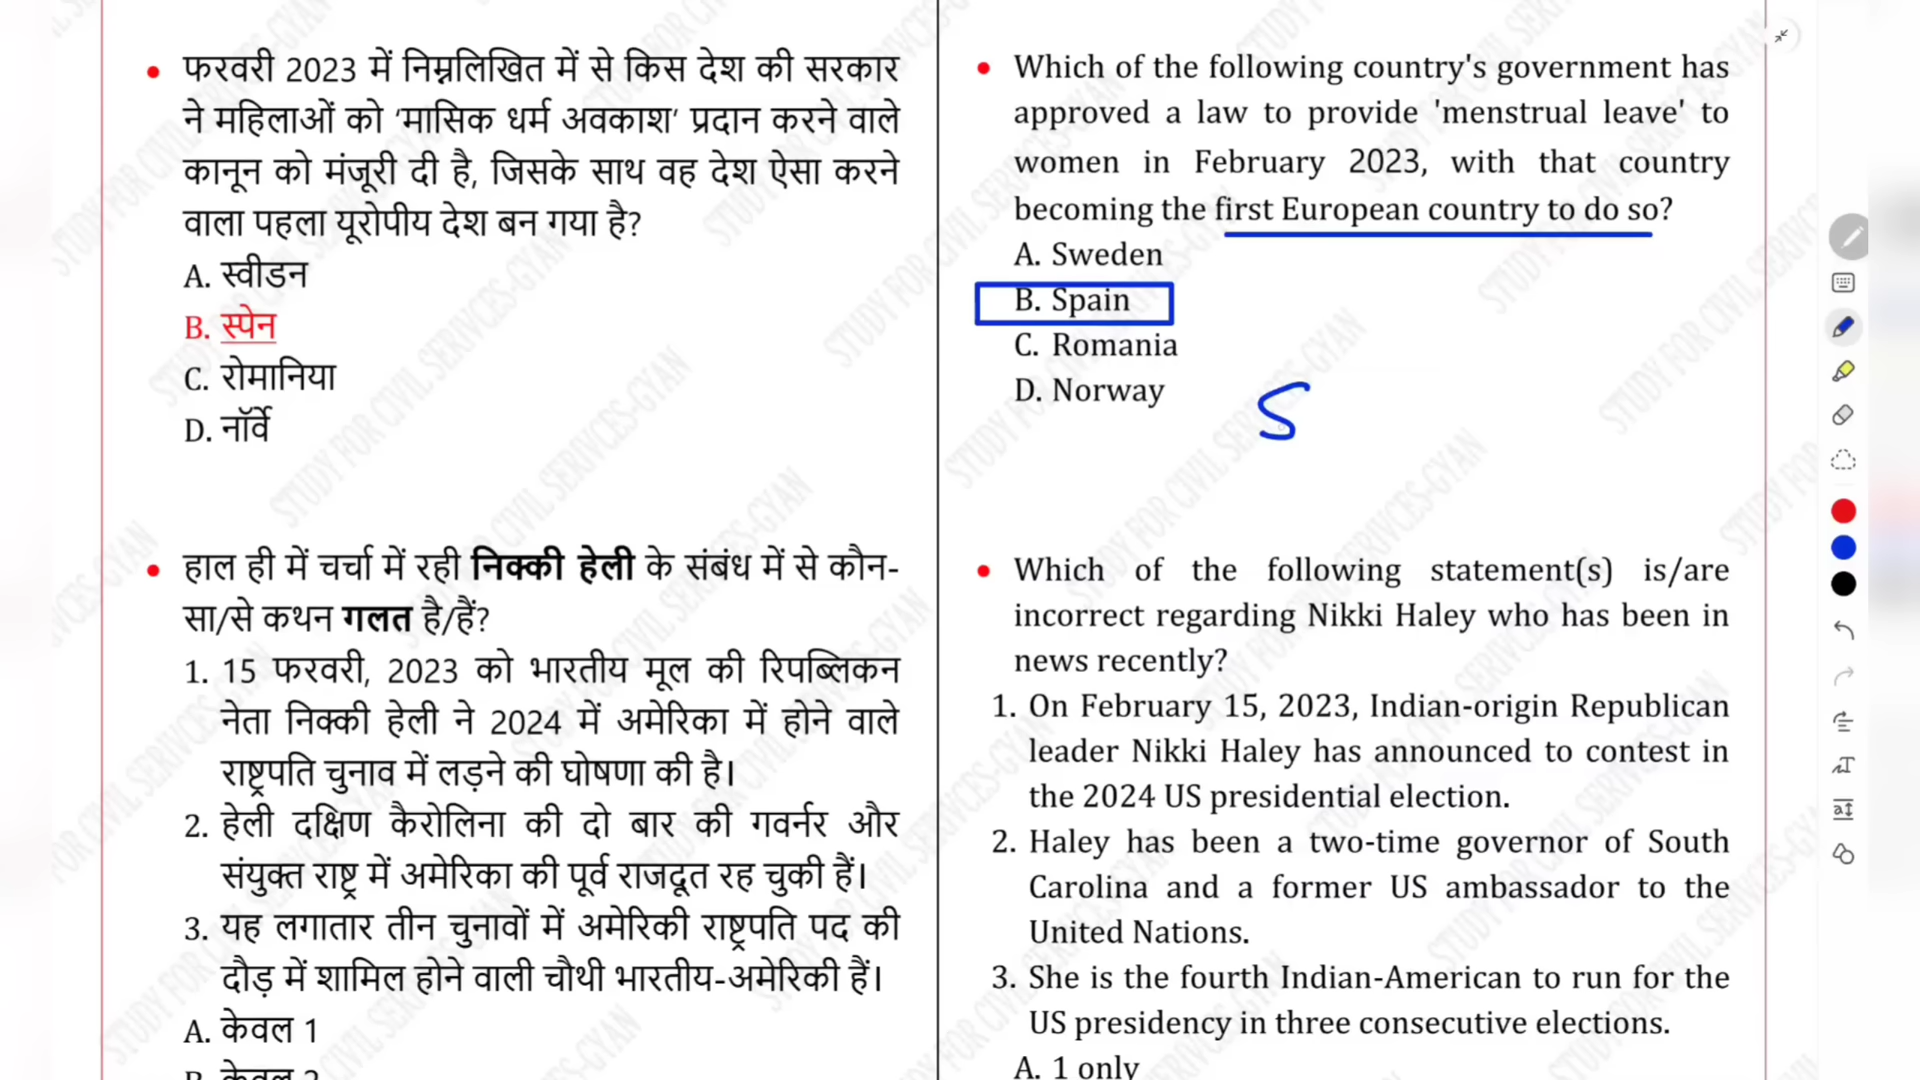 फरवरी 2023 में निम्नलिखित में से किस देश की सरकार
ने महिलाओं को ‘मासिक धर्म अवकाश’ प्रदान करने वाले
कानून को मंजूरी दी है, जिसके साथ वह देश ऐसा करने
वाला पहला यूरोपीय देश बन गया है?
A. स्वीडन
B. स्पेन
C. रोमानिया
D. नॉर्वे
हाल ही में चर्चा में रही निक्की हेली के संबंध में से कौन-
सा/से कथन गलत है/हैं?
1. 15 फरवरी, 2023 को भारतीय मूल की रिपब्लिकन
नेता निक्की हेली ने 2024 में अमेरिका में होने वाले
राष्ट्रपति चुनाव में लड़ने की घोषणा की है।
2. हेली दक्षिण कैरोलिना की दो बार की गवर्नर और
संयुक्त राष्ट्र में अमेरिका की पूर्व राजदूत रह चुकी हैं।
3. यह लगातार तीन चुनावों में अमेरिकी राष्ट्रपति पद की
दौड़ में शामिल होने वाली चौथी भारतीय-अमेरिकी हैं।
A. केवल 1
Which of the following country's government has
approved a law to provide 'menstrual leave' to
women in February 2023, with that country
becoming the first European country to do so?
A. Sweden
B. Spain
C. Romania
D. Norway
S
Which of the following statement(s) is/are
incorrect regarding Nikki Haley who has been in
news recently?
1. On February 15, 2023, Indian-origin Republican
leader Nikki Haley has announced to contest in
the 2024 US presidential election.
2. Haley has been a two-time governor of South
Carolina and a former US ambassador to the
United Nations.
3. She is the fourth Indian-American to run for the
US presidency in three consecutive elections.
A. 1 only
STUDY FOR CIVIL SERIVCES-GYAN